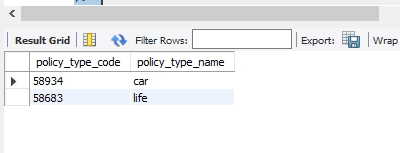 Result Grid Filter Rows: Export: Wrap
policy_type_code policy_type_name
58934 car
58683 life